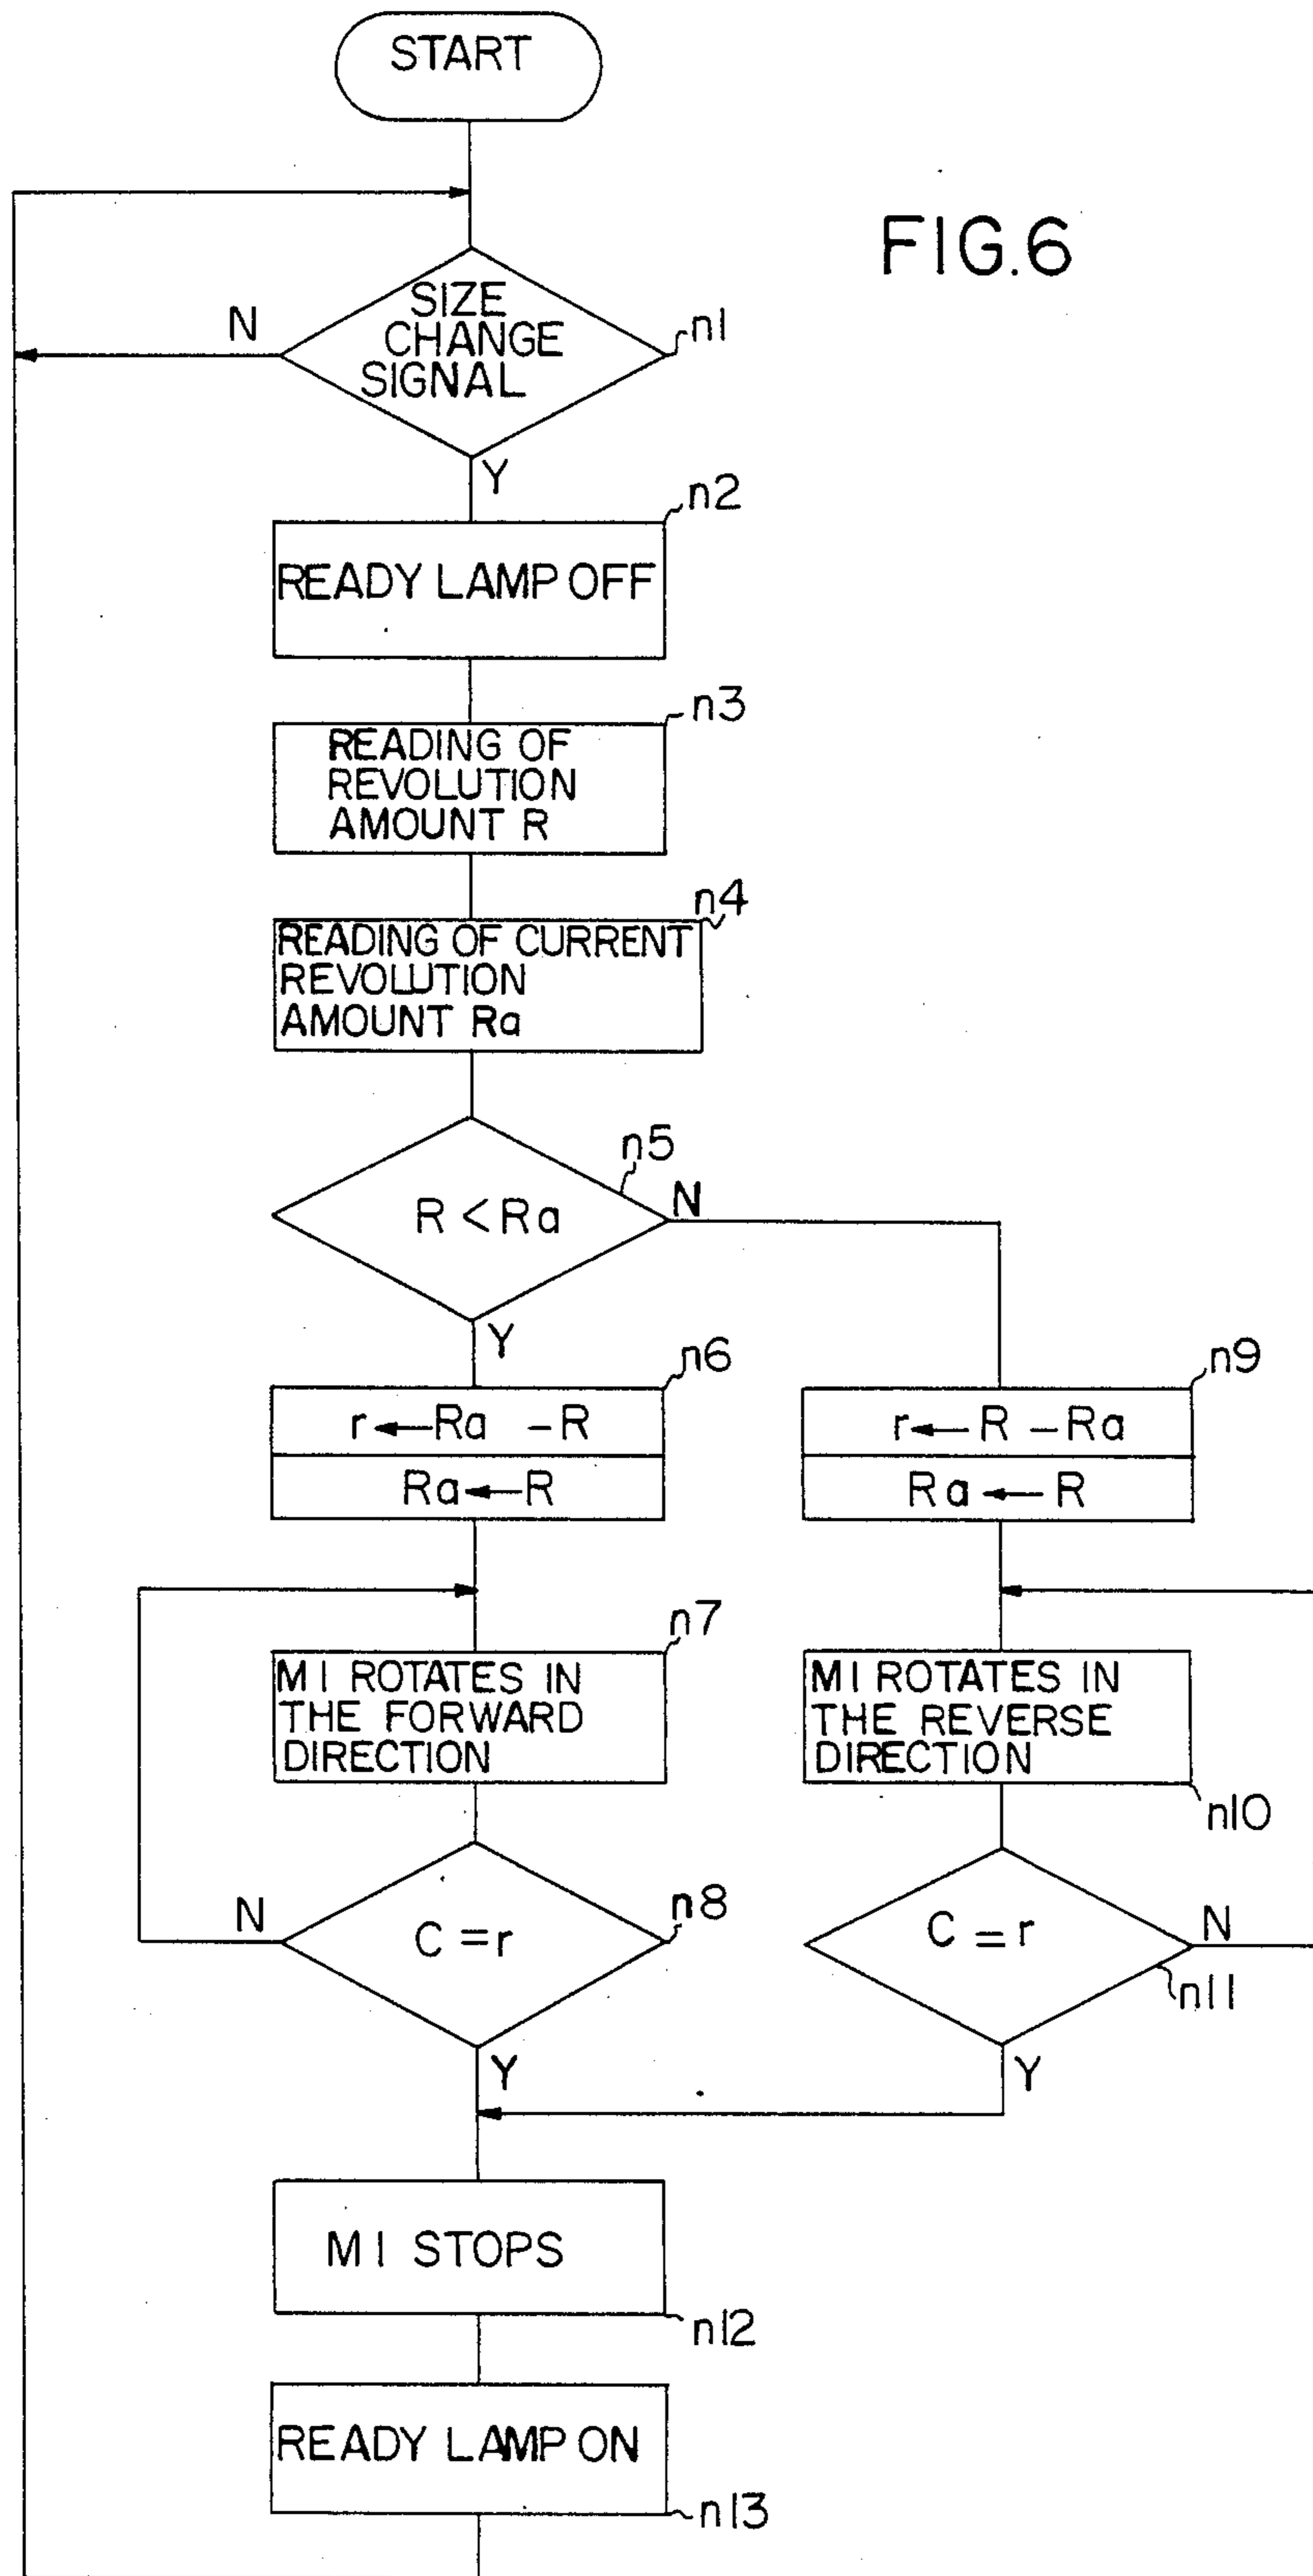 START
FIG.6
SIZE
CHANGE
SIGNAL
N
n1
Y
n2
READY LAMP OFF
n3
READING OF
REVOLUTION
AMOUNT R
n4
READING OF CURRENT
REVOLUTION
AMOUNT Ra
n5
R < Ra
N
Y
n6
r ← Ra - R
Ra ← R
n9
r ← R - Ra
Ra ← R
n7
M1 ROTATES IN
THE FORWARD
DIRECTION
M1 ROTATES IN
THE REVERSE
DIRECTION
n10
N
C = r
n8
Y
C = r
N
n11
Y
M1 STOPS
n12
READY LAMP ON
n13